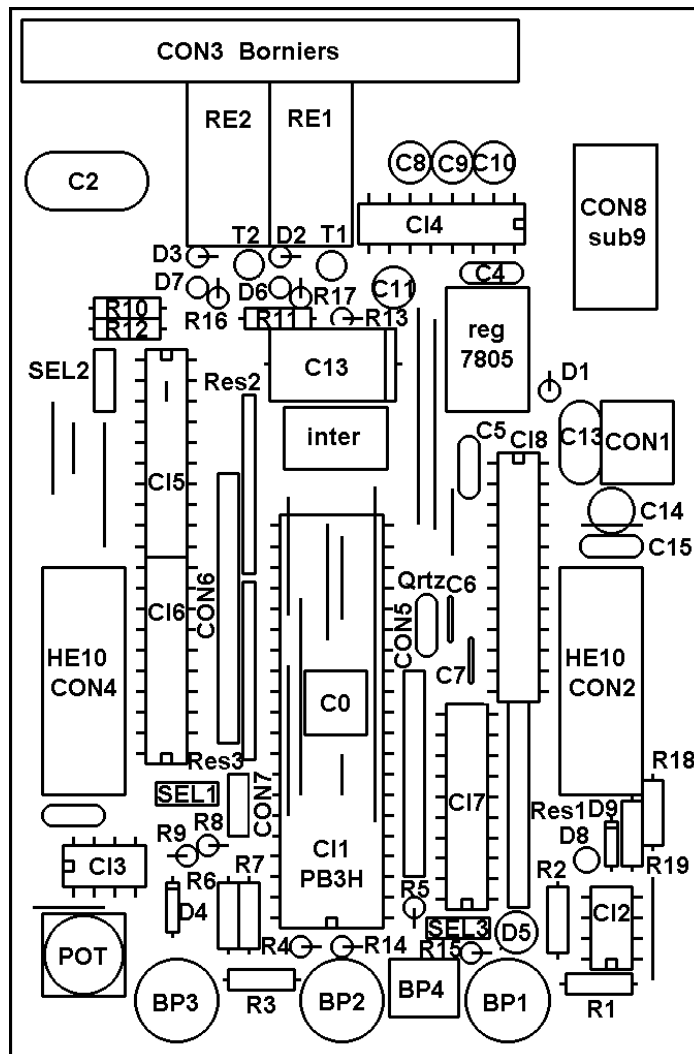 CON3 Borniers
RE2
RE1
C2
C8
C9
C10
CI4
CON8
sub9
D3
T2
D2
T1
D7
D6
C11
C4
R10
R16
R17
R12
R11
R13
reg
7805
SEL2
Res2
C13
D1
inter
C5
CI8
C13
CON1
CI5
C14
C15
Qrtz
C6
CI6
CON6
CON5
HE10
CON4
HE10
CON2
C7
C0
Res3
R18
SEL1
CON7
CI7
Res1
D9
R9
R8
D8
CI3
R6
R7
CI1
PB3H
R5
R2
R19
D4
CI2
SEL3
D5
POT
R4
R14
R15
BP3
R3
BP2
BP4
BP1
R1